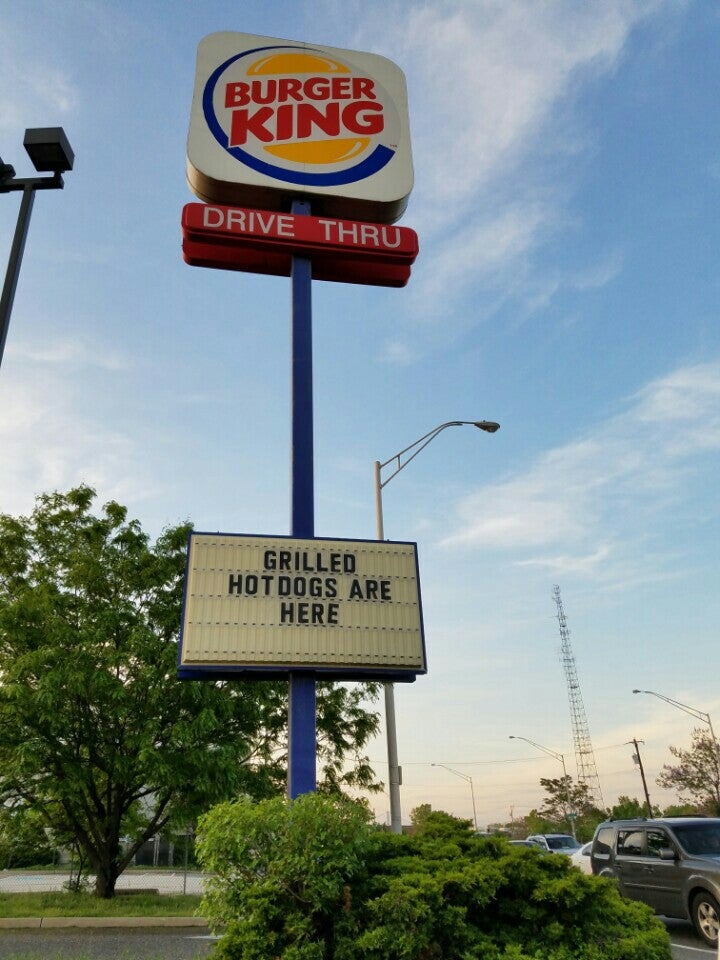 BURGER
KING
DRIVE THRU
GRILLED
HOTDOGS ARE
HERE